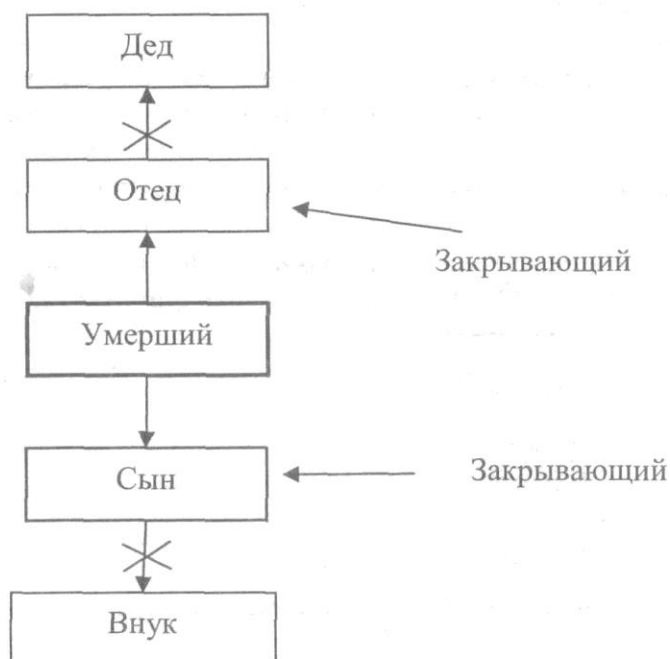 Дед
Отец
Закрывающий
Умерший
Сын
Закрывающий
Внук